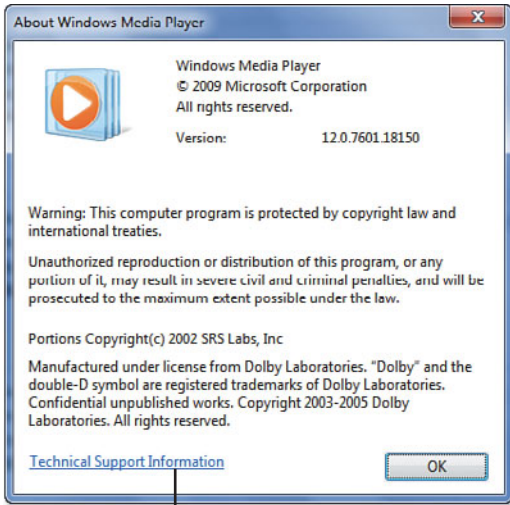 About Windows Media Player
Windows Media Player
© 2009 Microsoft Corporation
All rights reserved.
Version: 12.0.7601.18150
Warning: This computer program is protected by copyright law and
international treaties.
Unauthorized reproduction or distribution of this program, or any
portion of it, may result in severe civil and criminal penalties, and will be
prosecuted to the maximum extent possible under the law.
Portions Copyright(c) 2002 SRS Labs, Inc
Manufactured under license from Dolby Laboratories. "Dolby" and the
double-D symbol are registered trademarks of Dolby Laboratories.
Confidential unpublished works. Copyright 2003-2005 Dolby
Laboratories. All rights reserved.
Technical Support Information
OK